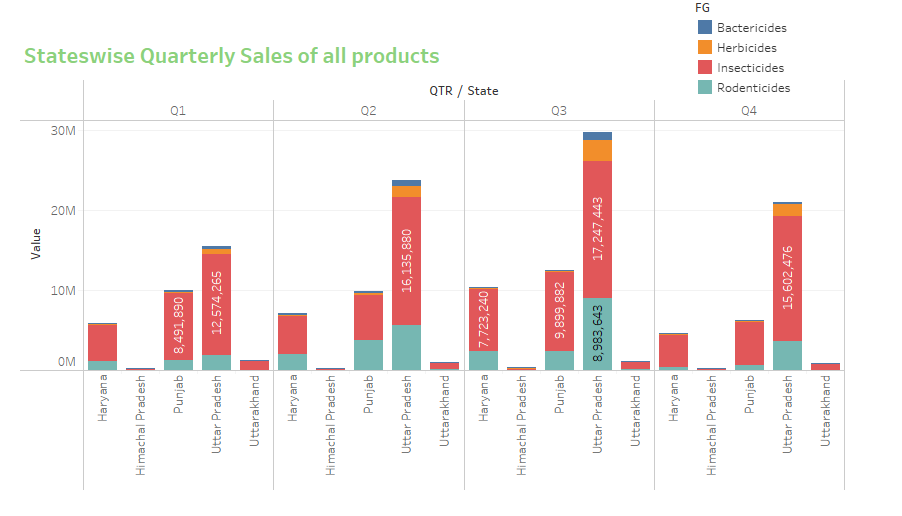 FG
Bactericides
Herbicides
Insecticides
Rodenticides
Stateswise Quarterly Sales of all products
QTR / State
Q1 Q2 Q3 Q4
Value
30M
20M
10M
0M
8,491,890
12,574,265
16,135,880
7,723,240
9,899,882
17,247,443
8,983,643
15,602,476
Haryana
Himachal Pradesh
Punjab
Uttar Pradesh
Uttarakhand
Haryana
Himachal Pradesh
Punjab
Uttar Pradesh
Uttarakhand
Haryana
Himachal Pradesh
Punjab
Uttar Pradesh
Uttarakhand
Haryana
Himachal Pradesh
Punjab
Uttar Pradesh
Uttarakhand